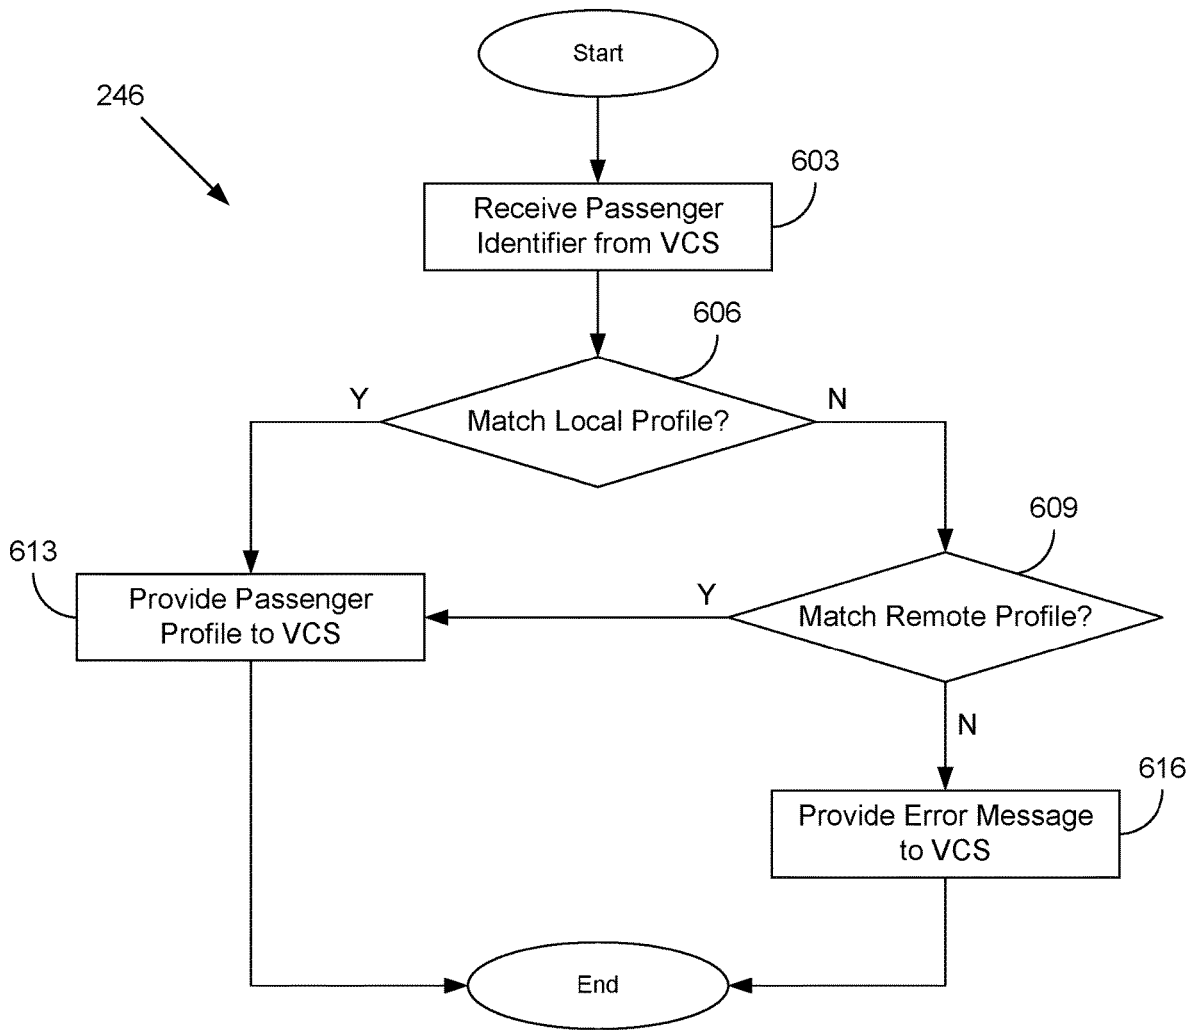 Start
246
603
Receive Passenger
Identifier from VCS
606
Y
N
Match Local Profile?
609
613
Provide Passenger
Profile to VCS
Y
Match Remote Profile?
N
616
Provide Error Message
to VCS
End